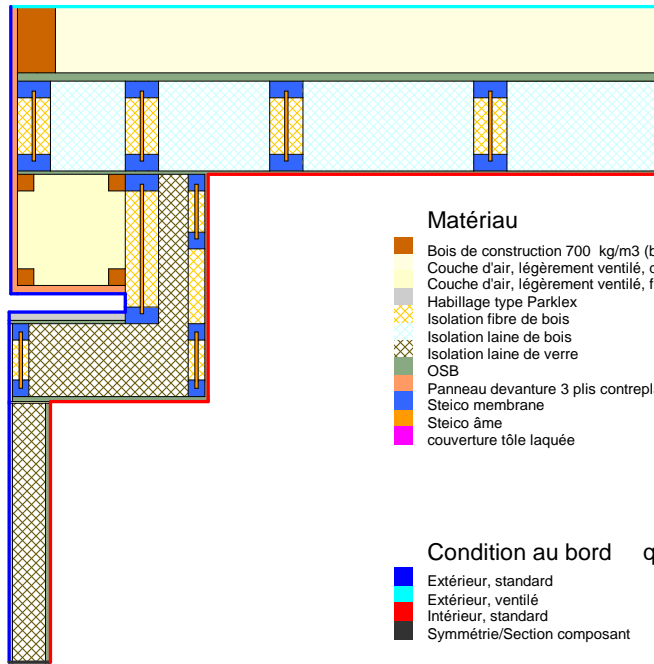 Matériau
Bois de construction 700 kg/m3 (b
Couche d'air, légèrement ventilé, c
Couche d'air, légèrement ventilé, f
Habillage type Parklex
Isolation fibre de bois
Isolation laine de bois
Isolation laine de verre
OSB
Panneau devanture 3 plis contrepl
Steico membrane
Steico âme
couverture tôle laquée
Condition au bord q
Extérieur, standard
Extérieur, ventilé
Intérieur, standard
Symmétrie/Section composant